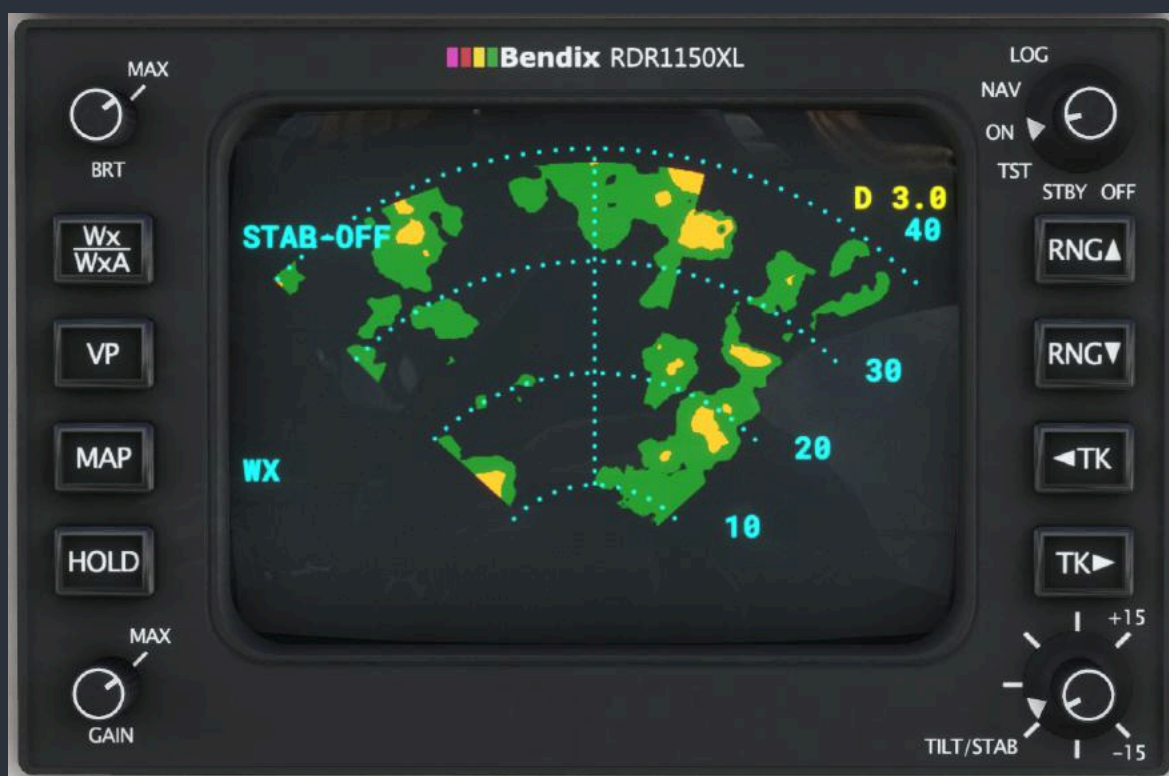 Bendix RDR1150XL
MAX
BRT
LOG
NAV
ON
TST
STBY OFF
Wx
WxA
VP
MAP
HOLD
MAX
GAIN
STAB-OFF
WX
D 3.0
40
30
20
10
RNG▲
RNG▼
◄TK
TK►
+15
TILT/STAB
-15